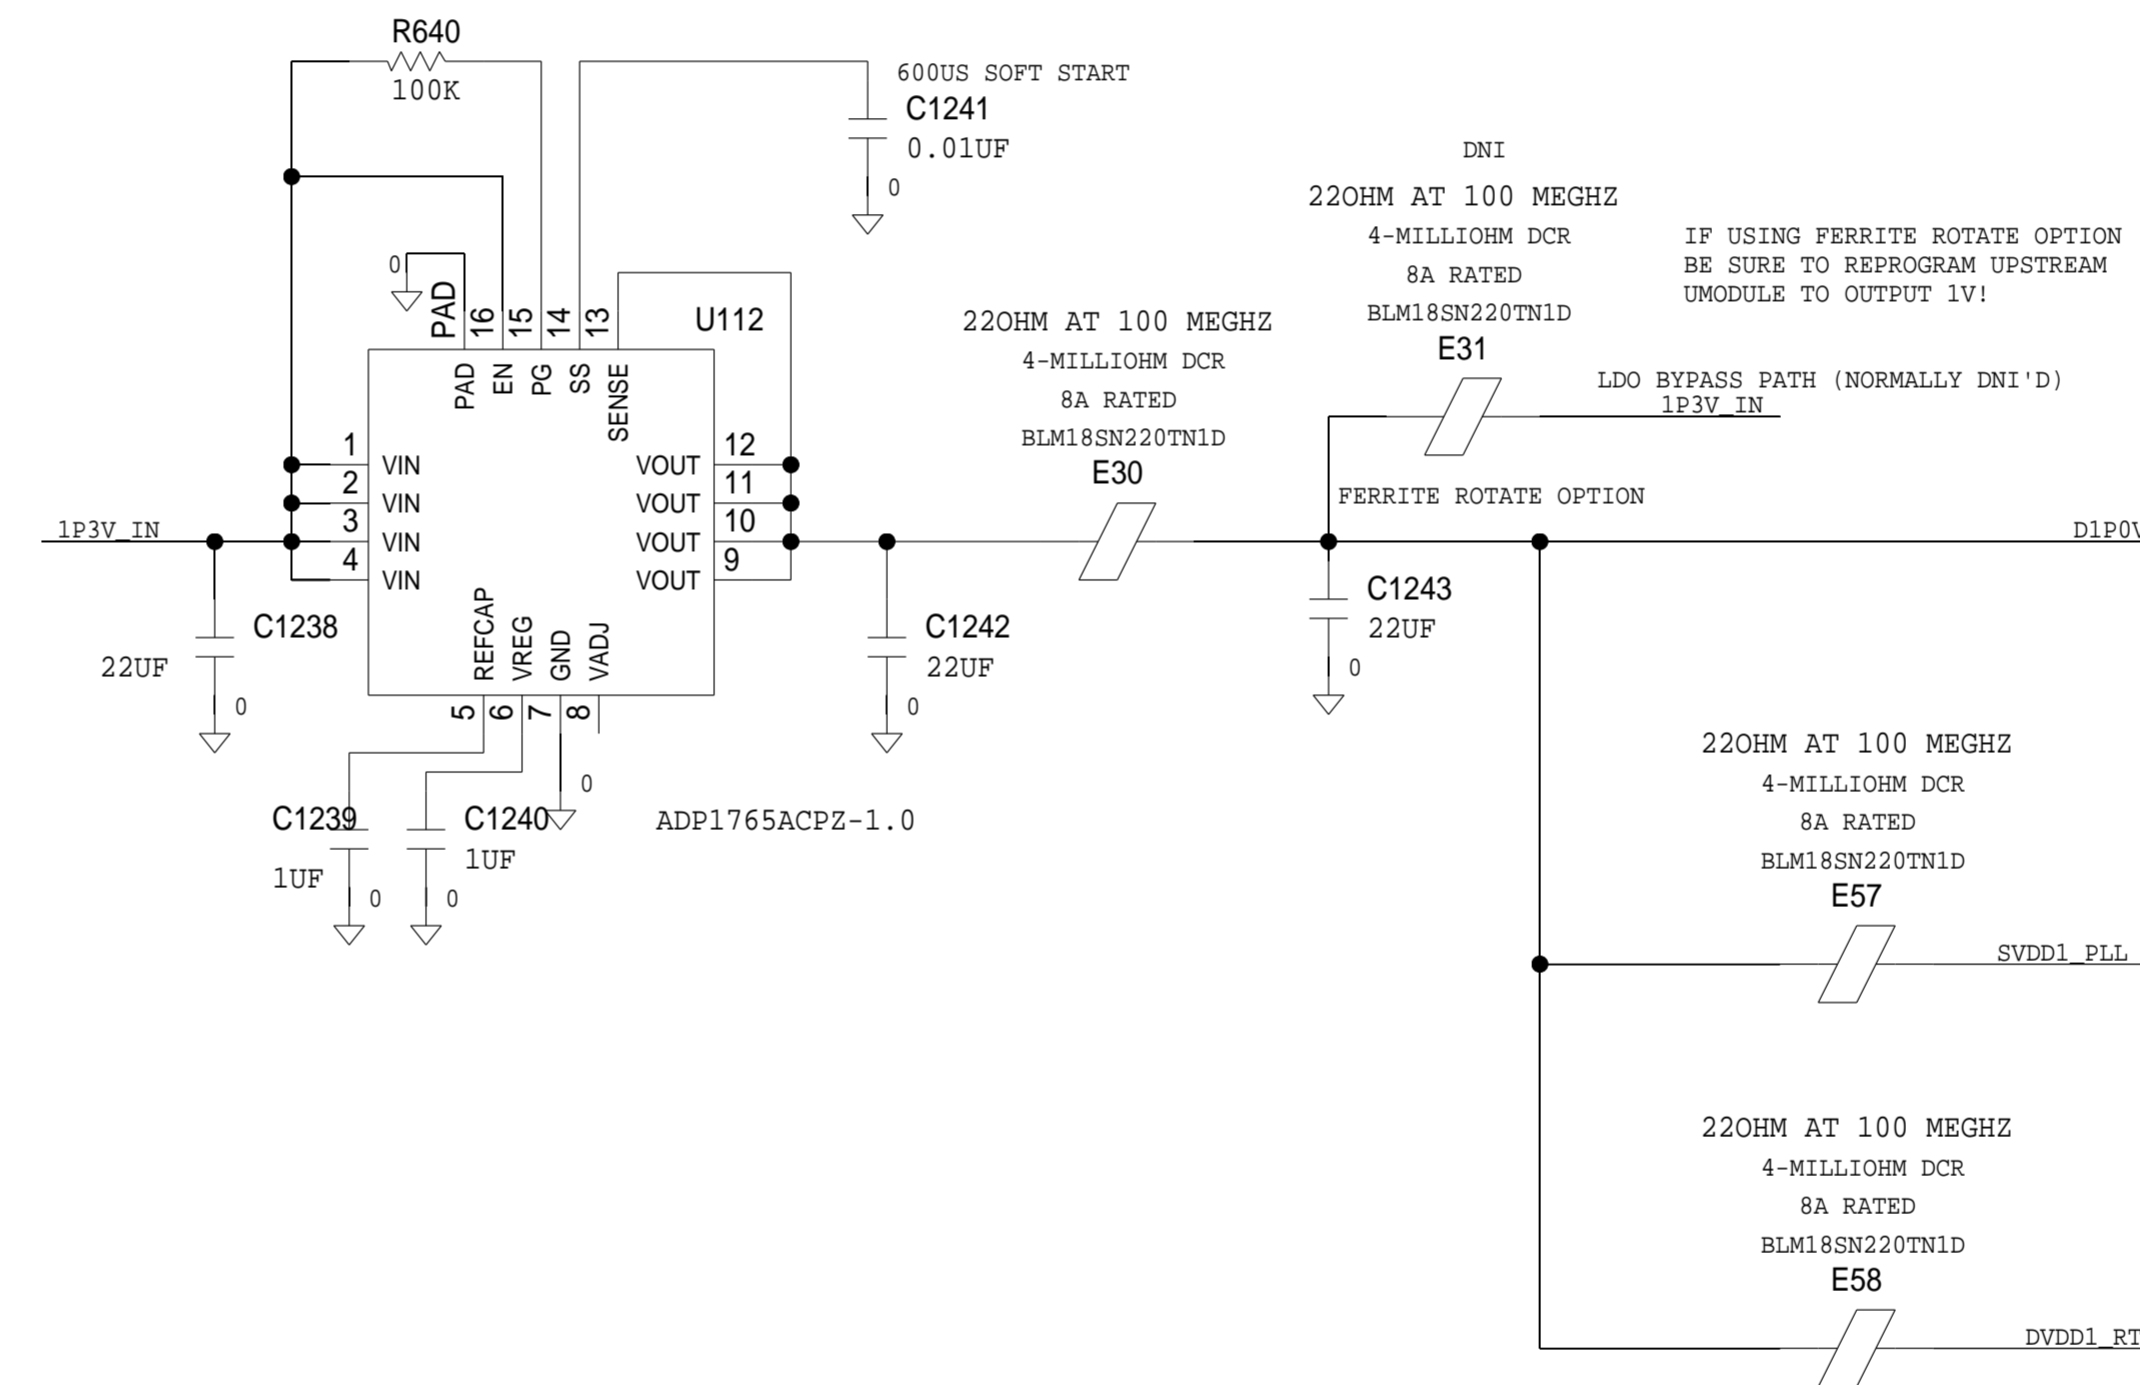 R640
100K
600US SOFT START
C1241
0.01UF
0
DNI
22OHM AT 100 MEGHZ
4-MILLIOHM DCR
8A RATED
BLM18SN220TN1D
E31
IF USING FERRITE ROTATE OPTION
BE SURE TO REPROGRAM UPSTREAM
UMODULE TO OUTPUT 1V!
LDO BYPASS PATH (NORMALLY DNI'D)
1P3V_IN
FERRITE ROTATE OPTION
0
PAD
16
15
14
13
U112
PAD
EN
PG
SS
SENSE
22OHM AT 100 MEGHZ
4-MILLIOHM DCR
8A RATED
BLM18SN220TN1D
E30
1
VIN
VOUT
12
2
VIN
VOUT
11
3
VIN
VOUT
10
4
VIN
VOUT
9
1P3V_IN
D1P0V
C1238
22UF
0
REFCAP
VREG
GND
VADJ
5
6
7
8
C1242
22UF
0
C1243
22UF
0
0
C1239
1UF
0
C1240
1UF
0
ADP1765ACPZ-1.0
22OHM AT 100 MEGHZ
4-MILLIOHM DCR
8A RATED
BLM18SN220TN1D
E57
SVDD1_PLL
22OHM AT 100 MEGHZ
4-MILLIOHM DCR
8A RATED
BLM18SN220TN1D
E58
DVDD1_RT